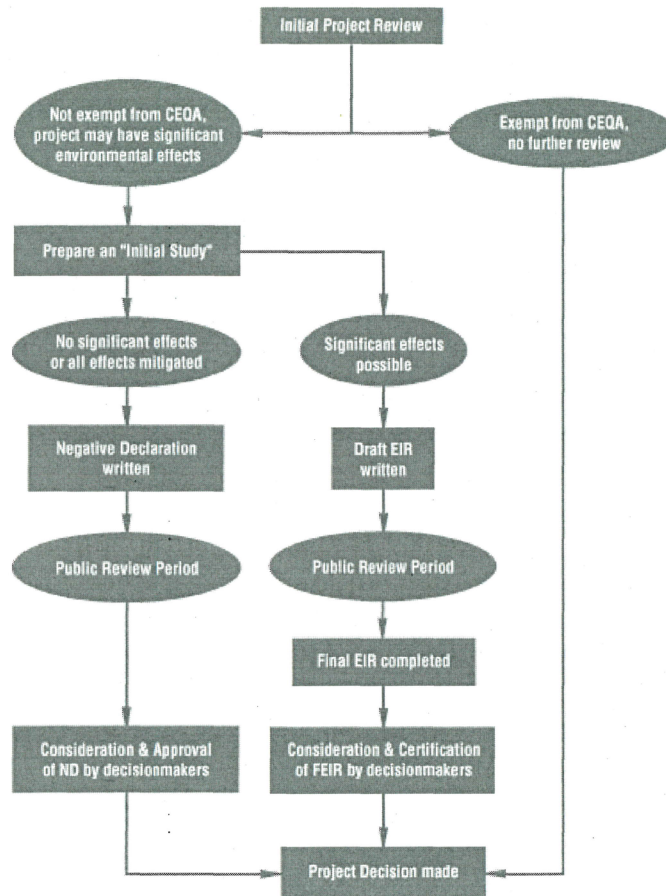 Initial Project Review
Not exempt from CEQA,
project may have significant
environmental effects
Exempt from CEQA,
no further review
Prepare an "Initial Study"
No significant effects
or all effects mitigated
Significant effects
possible
Negative Declaration
written
Draft EIR
written
Public Review Period
Public Review Period
Final EIR completed
Consideration & Approval
of ND by decisionmakers
Consideration & Certification
of FEIR by decisionmakers
Project Decision made